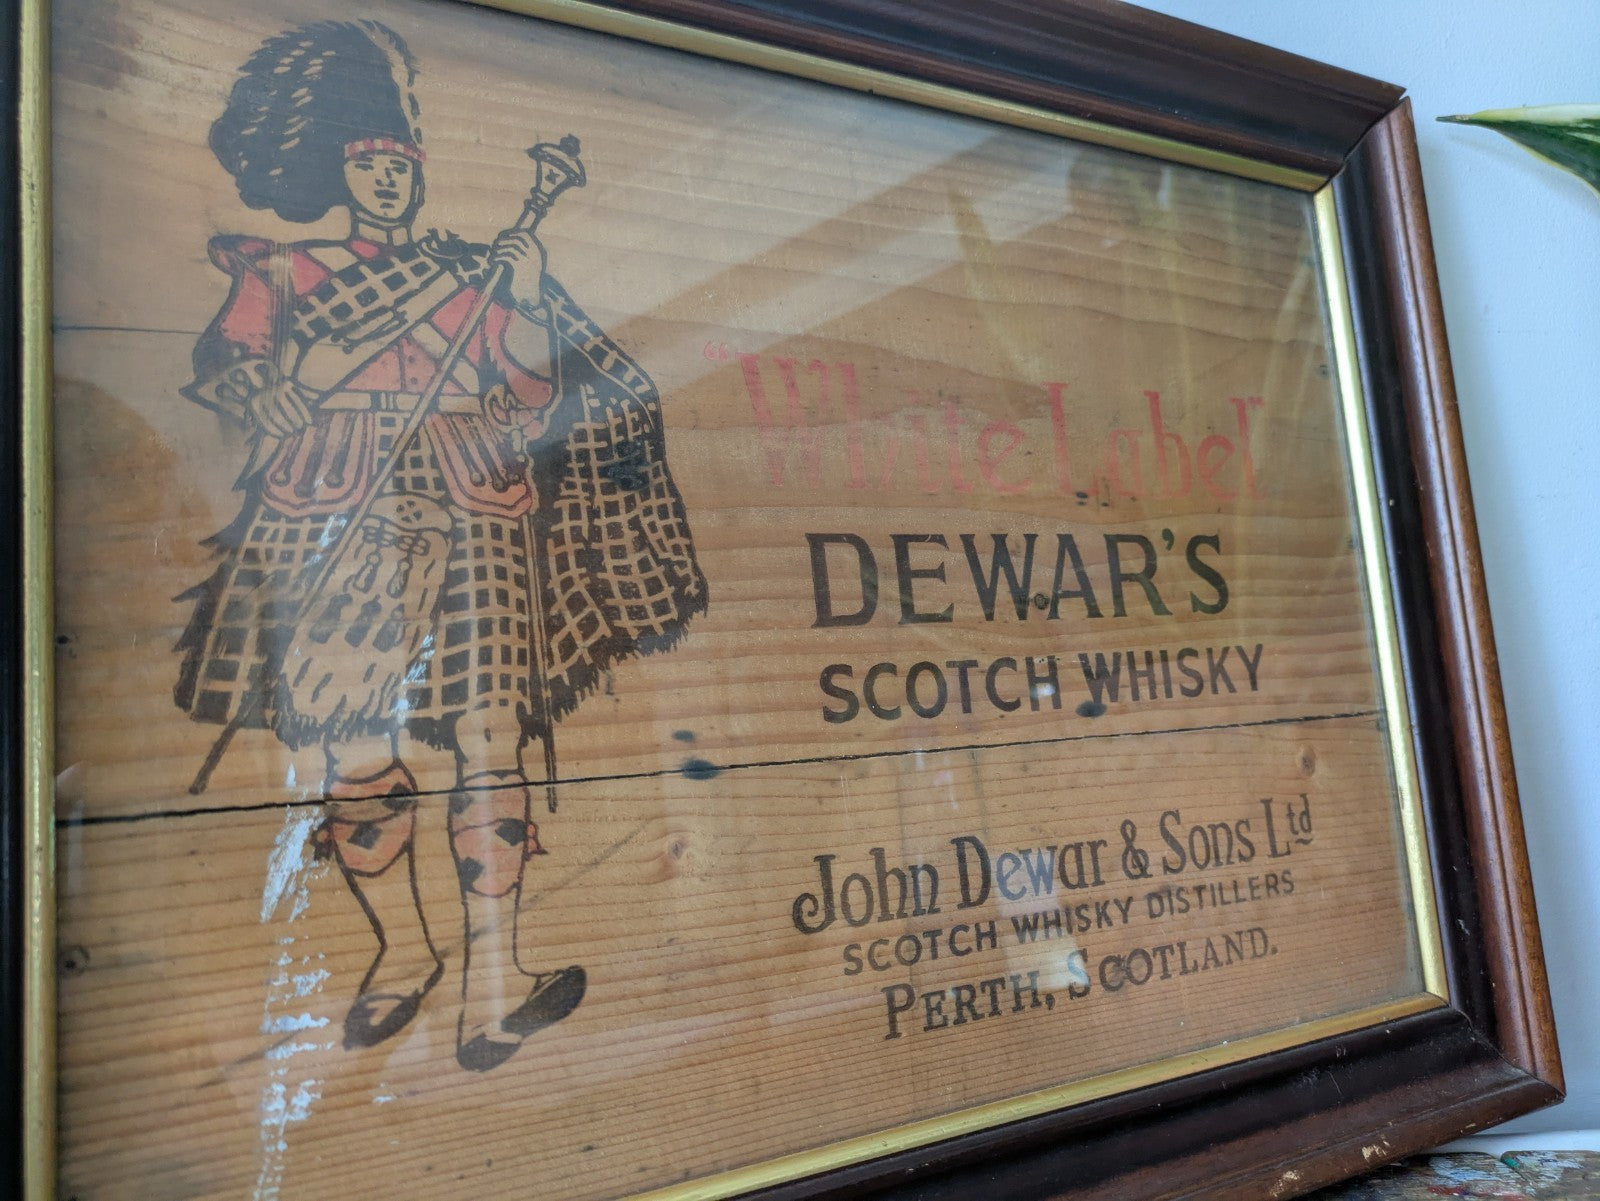 "White Label"
DEWAR'S
SCOTCH WHISKY
John Dewar & Sons Ltd
SCOTCH WHISKY DISTILLERS
PERTH, SCOTLAND.